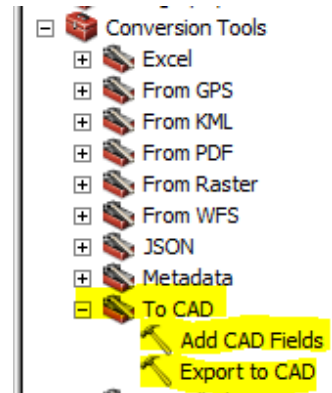 Conversion Tools
Excel
From GPS
From KML
From PDF
From Raster
From WFS
JSON
Metadata
To CAD
Add CAD Fields
Export to CAD